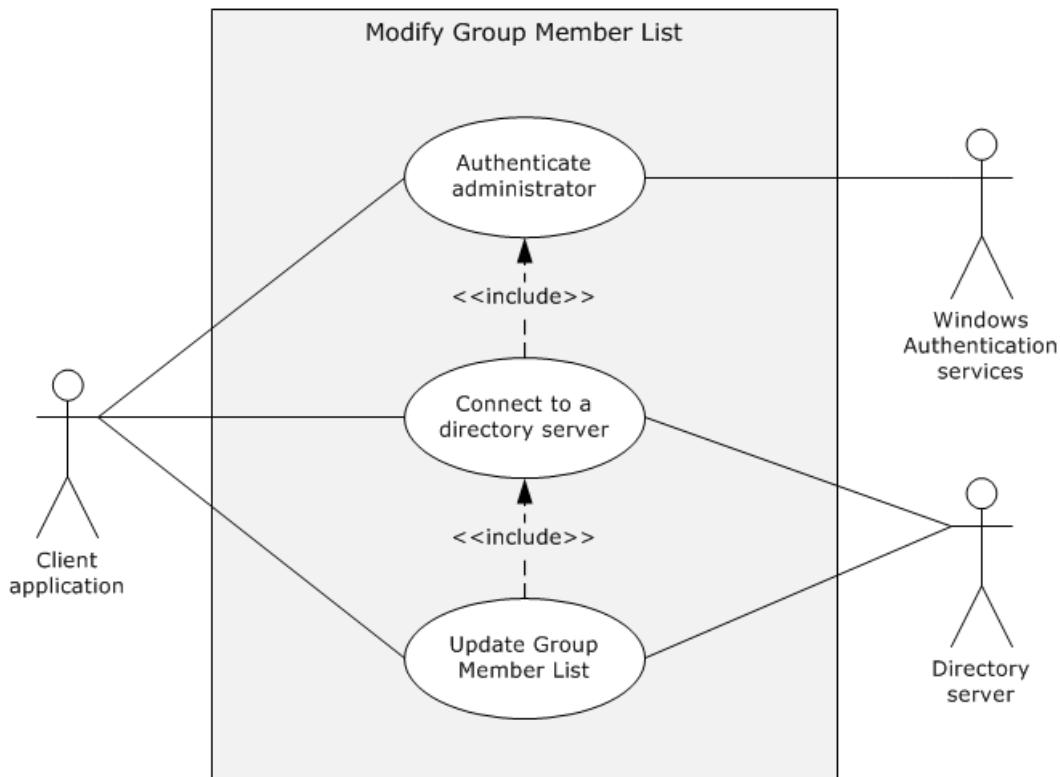 Modify Group Member List
Authenticate
administrator
<<include>>
Windows
Authentication
services
Connect to a
directory server
<<include>>
Client
application
Update Group
Member List
Directory
server